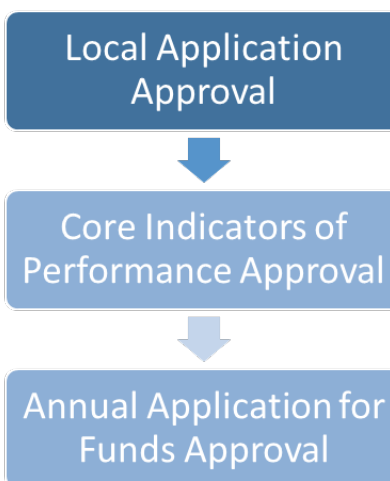 Local Application
Approval
Core Indicators of
Performance Approval
Annual Application for
Funds Approval